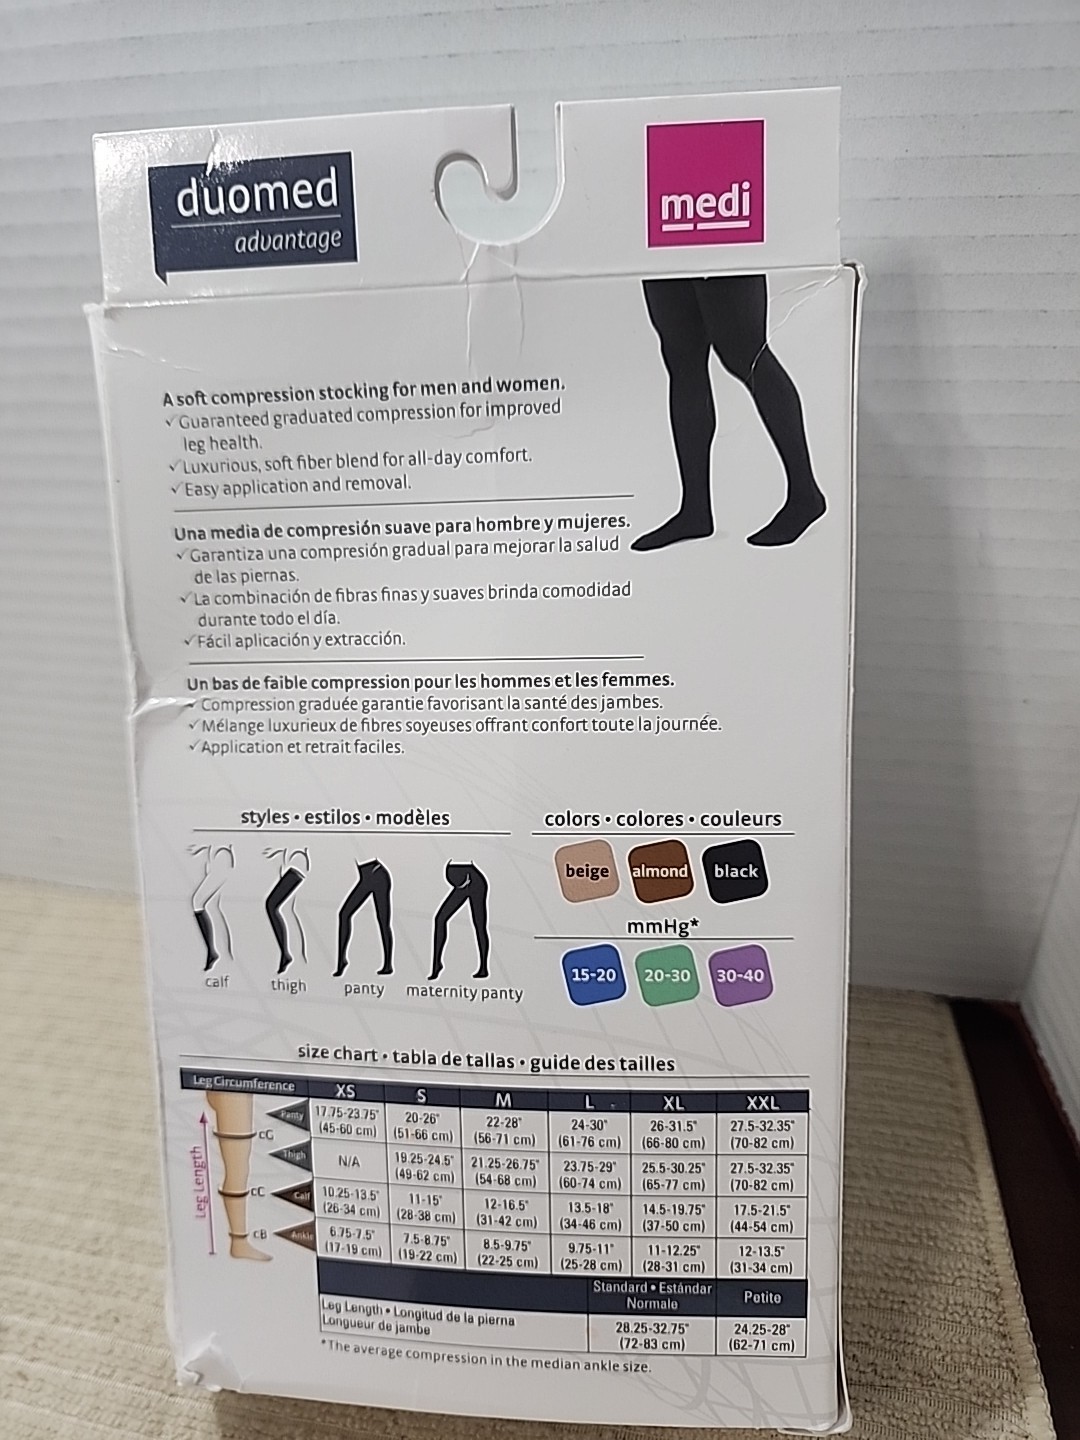 duomed
advantage
medi
A soft compression stocking for men and women.
✓ Guaranteed graduated compression for improved
leg health.
✓ Luxurious, soft fiber blend for all-day comfort.
✓ Easy application and removal.
Una media de compresión suave para hombre y mujeres.
✓ Garantiza una compresión gradual para mejorar la salud
de las piernas.
✓ La combinación de fibras finas y suaves brinda comodidad
durante todo el día.
✓ Fácil aplicación y extracción.
Un bas de faible compression pour les hommes et les femmes.
✓ Compression graduée garantie favorisant la santé des jambes.
✓ Mélange luxurieux de fibres soyeuses offrant confort toute la journée.
✓ Application et retrait faciles.
styles • estilos • modèles
calf thigh panty maternity panty
colors • colores • couleurs
beige almond black
mmHg*
15-20 20-30 30-40
size chart • tabla de tallas • guide des tailles
Leg Circumference XS S M L XL XXL
Panty 17.75-23.75" 20-26" 22-28" 24-30" 26-31.5" 27.5-32.35"
cG (45-60 cm) (51-66 cm) (56-71 cm) (61-76 cm) (66-80 cm) (70-82 cm)
Thigh N/A 19.25-24.5" 21.25-26.75" 23.75-29" 25.5-30.25" 27.5-32.35"
(49-62 cm) (54-68 cm) (60-74 cm) (65-77 cm) (70-82 cm)
cC Calf 10.25-13.5" 11-15" 12-16.5" 13.5-18" 14.5-19.75" 17.5-21.5"
(26-34 cm) (28-38 cm) (31-42 cm) (34-46 cm) (37-50 cm) (44-54 cm)
cB Ankle 6.75-7.5" 7.5-8.75" 8.5-9.75" 9.75-11" 11-12.25" 12-13.5"
(17-19 cm) (19-22 cm) (22-25 cm) (25-28 cm) (28-31 cm) (31-34 cm)
Leg Length
Standard • Estándar
Normale
Petite
Leg Length • Longitud de la pierna
Longueur de jambe
28.25-32.75" 24.25-28"
(72-83 cm) (62-71 cm)
*The average compression in the median ankle size.